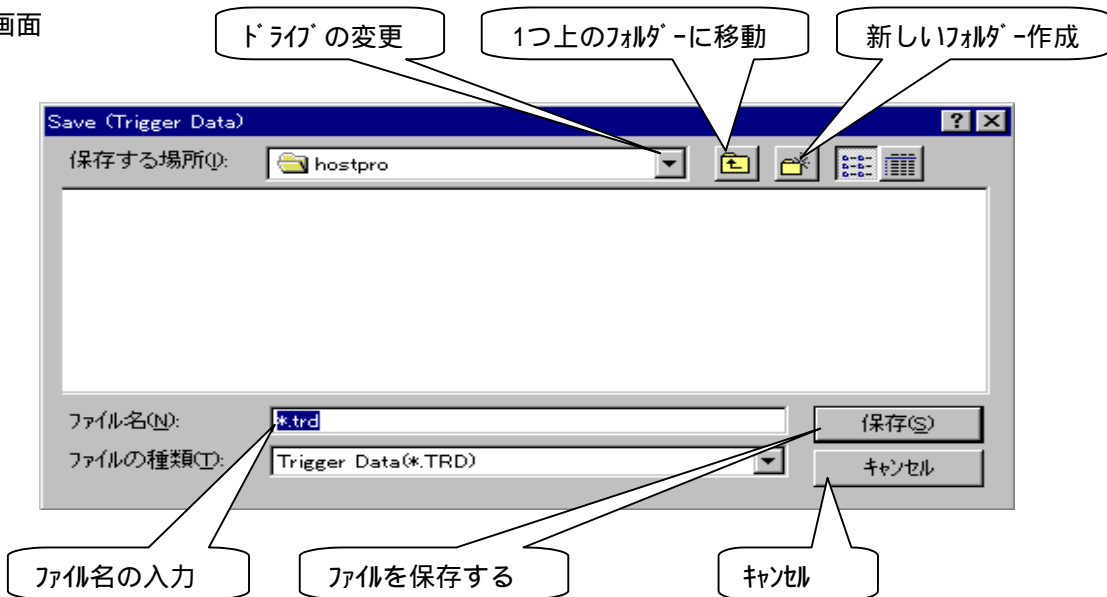 画面
ﾄﾞﾗｲﾌﾞの変更
1つ上のﾌｫﾙﾀﾞｰに移動
新しいﾌｫﾙﾀﾞｰ作成
Save (Trigger Data)
保存する場所(I):
hostpro
ファイル名(N):
*.trd
保存(S)
ファイルの種類(T):
Trigger Data(*.TRD)
キャンセル
ﾌｧｲﾙ名の入力
ﾌｧｲﾙを保存する
ｷｬﾝｾﾙ